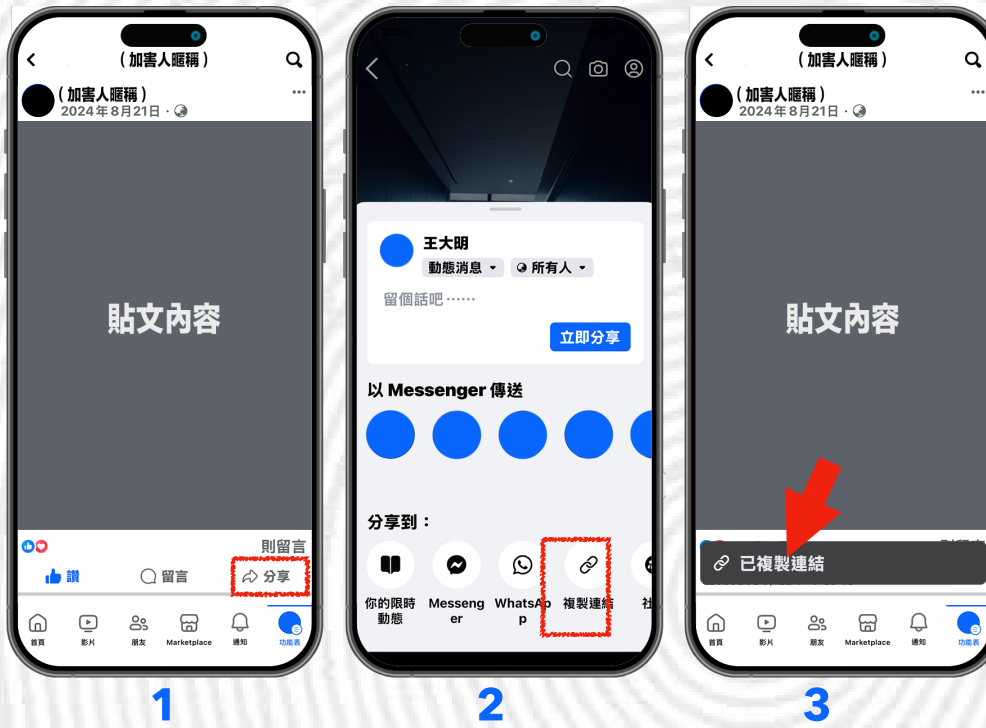 (加害人暱稱)
(加害人暱稱)
2024年8月21日 ·
貼文內容
則留言
讚
留言
分享
首頁
影片
朋友
Marketplace
通知
功能表
1
2:06
王大明
動態消息
所有人
留個話吧……
立即分享
以 Messenger 傳送
分享到：
你的限時
動態
Messeng
er
WhatsAp
p
複製連結
社
2
(加害人暱稱)
(加害人暱稱)
2024年8月21日 ·
貼文內容
已複製連結
首頁
影片
朋友
Marketplace
通知
功能表
3